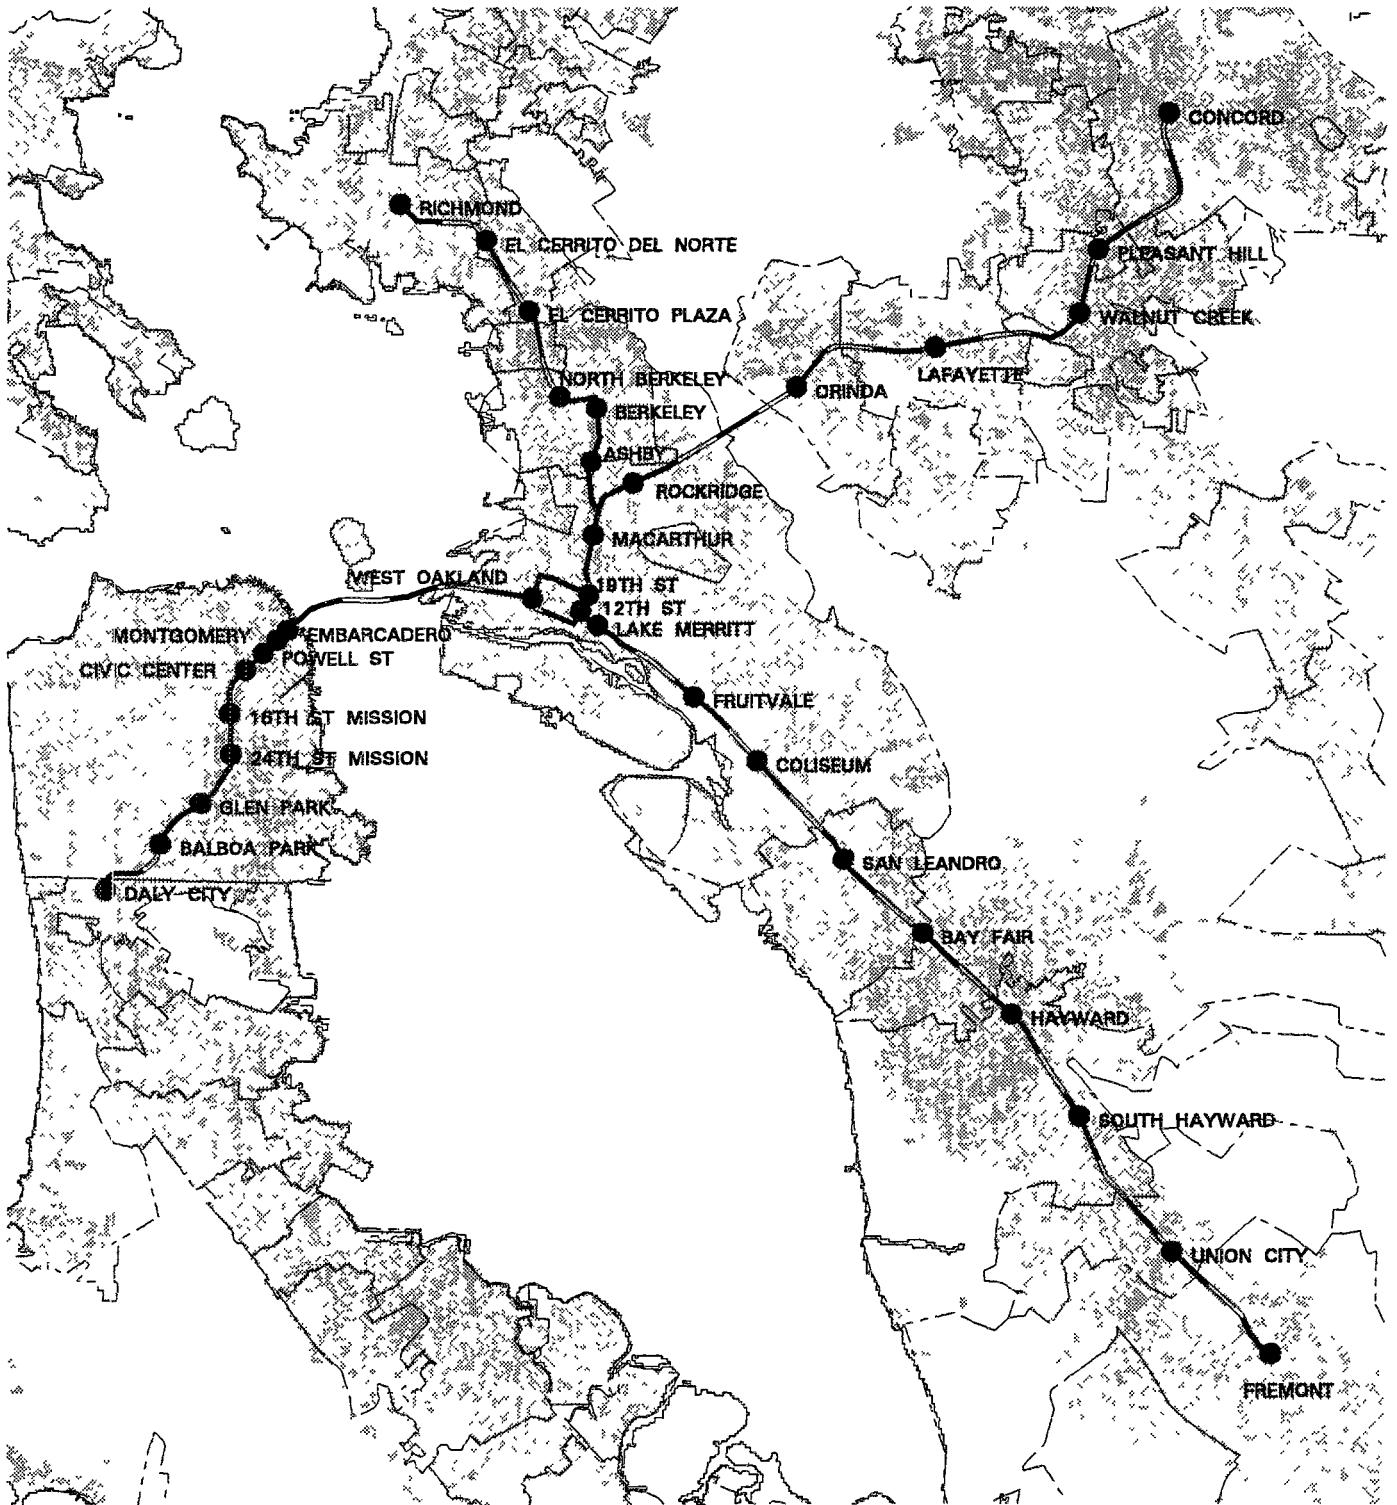 CONCORD
RICHMOND
EL CERRITO DEL NORTE
PLEASANT HILL
EL CERRITO PLAZA
WALNUT CREEK
LAFAYETTE
NORTH BERKELEY
ORINDA
BERKELEY
ASHBY
ROCKRIDGE
MACARTHUR
WEST OAKLAND
19TH ST
12TH ST
LAKE MERRITT
MONTGOMERY
EMBARCADERO
POWELL ST
CIVIC CENTER
FRUITVALE
16TH ST MISSION
24TH ST MISSION
COLISEUM
GLEN PARK
BALBOA PARK
SAN LEANDRO
DALY CITY
BAY FAIR
HAYWARD
SOUTH HAYWARD
UNION CITY
FREMONT